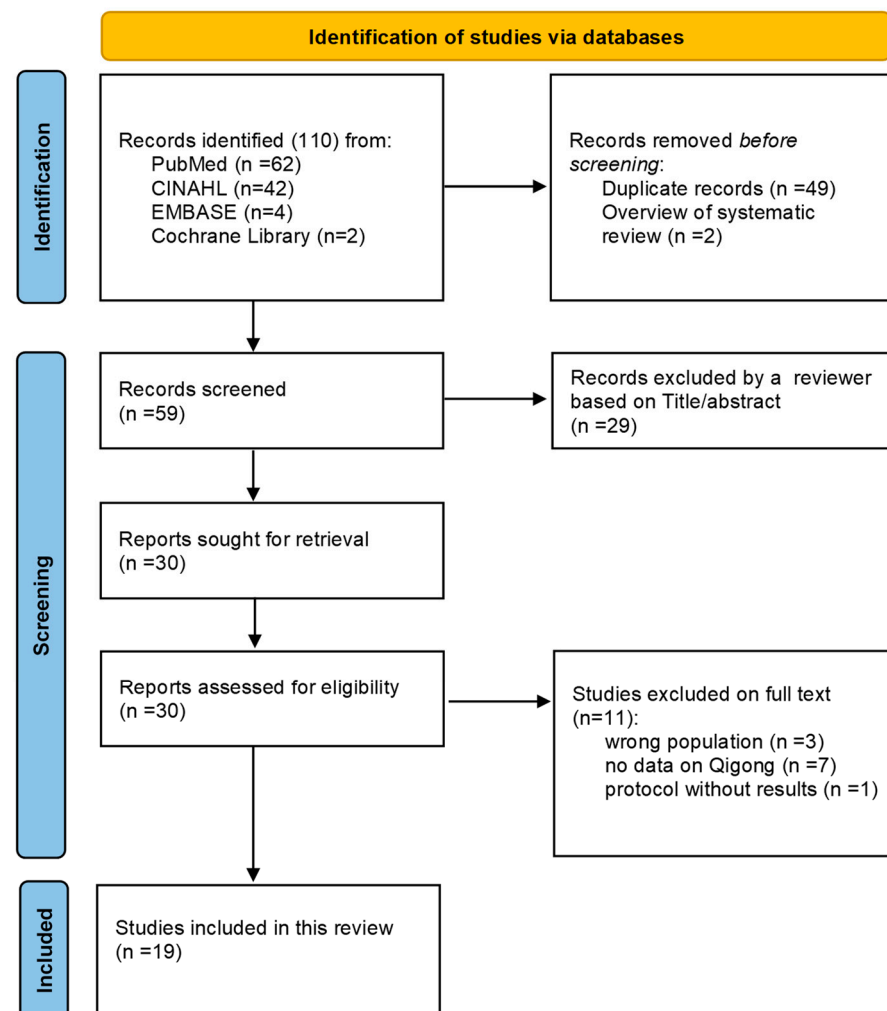 Identification of studies via databases
Identification
Records identified (110) from:
PubMed (n =62)
CINAHL (n=42)
EMBASE (n=4)
Cochrane Library (n=2)
Records removed before
screening:
Duplicate records (n =49)
Overview of systematic
review (n =2)
Screening
Records screened
(n =59)
Records excluded by a reviewer
based on Title/abstract
(n =29)
Reports sought for retrieval
(n =30)
Reports assessed for eligibility
(n =30)
Studies excluded on full text
(n=11):
wrong population (n =3)
no data on Qigong (n =7)
protocol without results (n =1)
Included
Studies included in this review
(n =19)